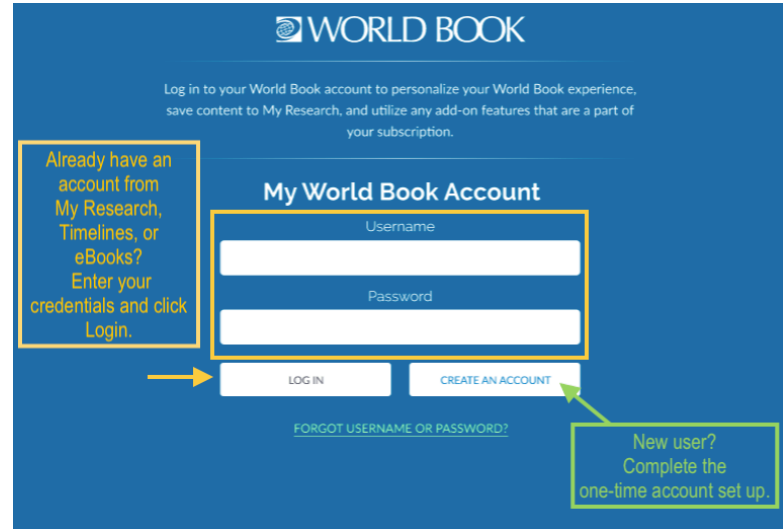 WORLD BOOK
Log in to your World Book account to personalize your World Book experience,
save content to My Research, and utilize any add-on features that are a part of
your subscription.
Already have an
account from
My Research,
Timelines, or
eBooks?
Enter your
credentials and click
Login.
My World Book Account
Username
Password
LOG IN
CREATE AN ACCOUNT
FORGOT USERNAME OR PASSWORD?
New user?
Complete the
one-time account set up.